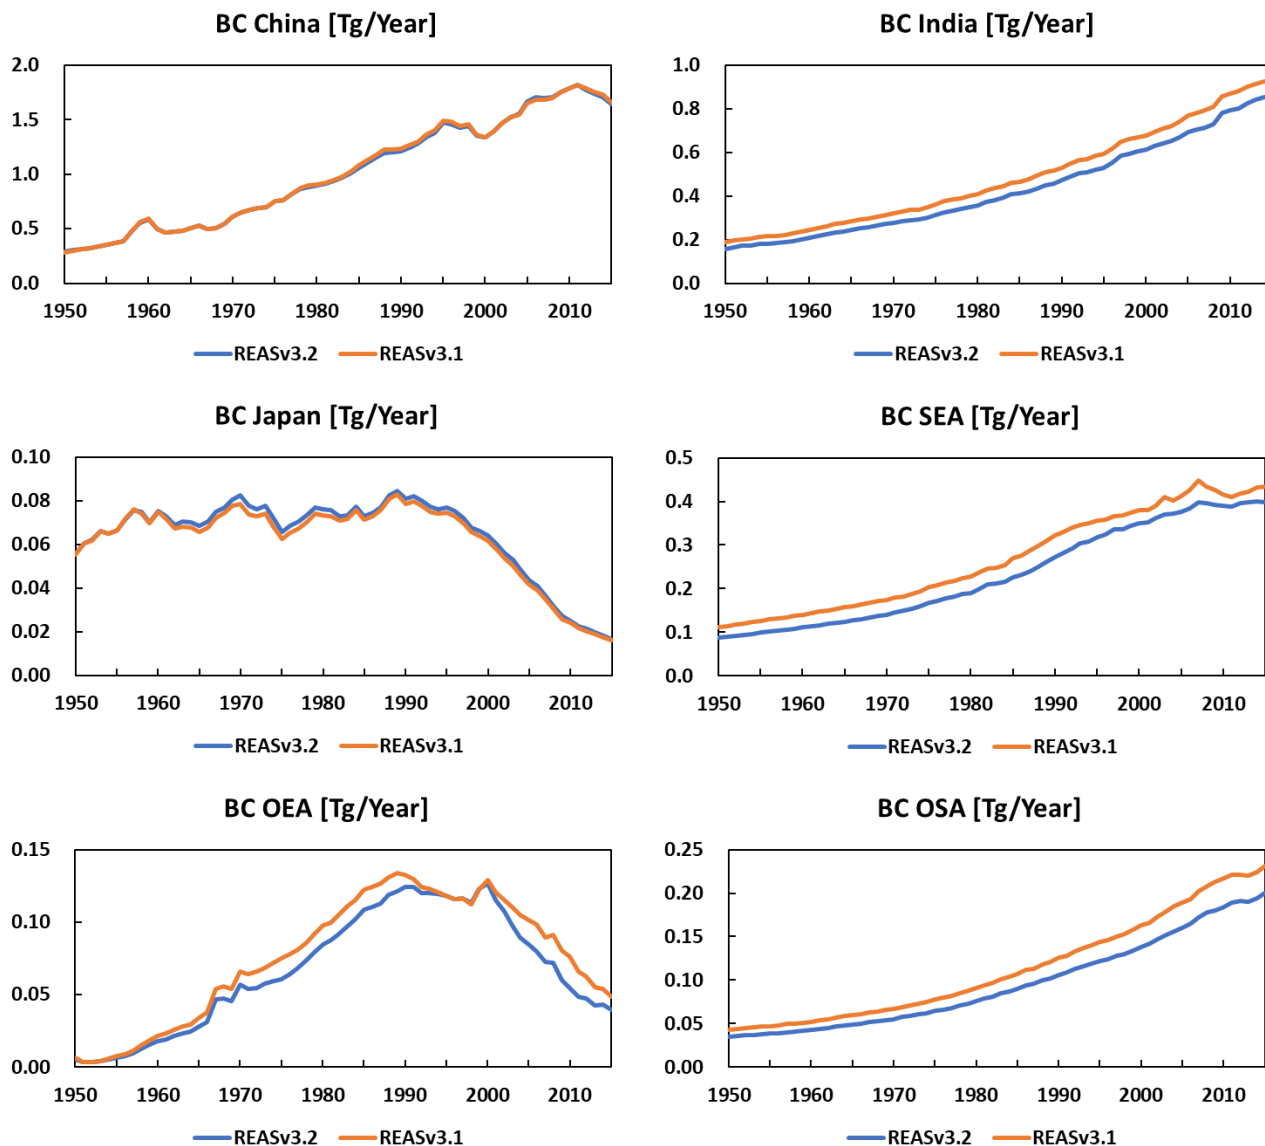 BC China [Tg/Year]
2.0
1.5
1.0
0.5
0.0
1950 1960 1970 1980 1990 2000 2010
REASv3.2 REASv3.1
BC India [Tg/Year]
1.0
0.8
0.6
0.4
0.2
0.0
1950 1960 1970 1980 1990 2000 2010
REASv3.2 REASv3.1
BC Japan [Tg/Year]
0.10
0.08
0.06
0.04
0.02
0.00
1950 1960 1970 1980 1990 2000 2010
REASv3.2 REASv3.1
BC SEA [Tg/Year]
0.5
0.4
0.3
0.2
0.1
0.0
1950 1960 1970 1980 1990 2000 2010
REASv3.2 REASv3.1
BC OEA [Tg/Year]
0.15
0.10
0.05
0.00
1950 1960 1970 1980 1990 2000 2010
REASv3.2 REASv3.1
BC OSA [Tg/Year]
0.25
0.20
0.15
0.10
0.05
0.00
1950 1960 1970 1980 1990 2000 2010
REASv3.2 REASv3.1